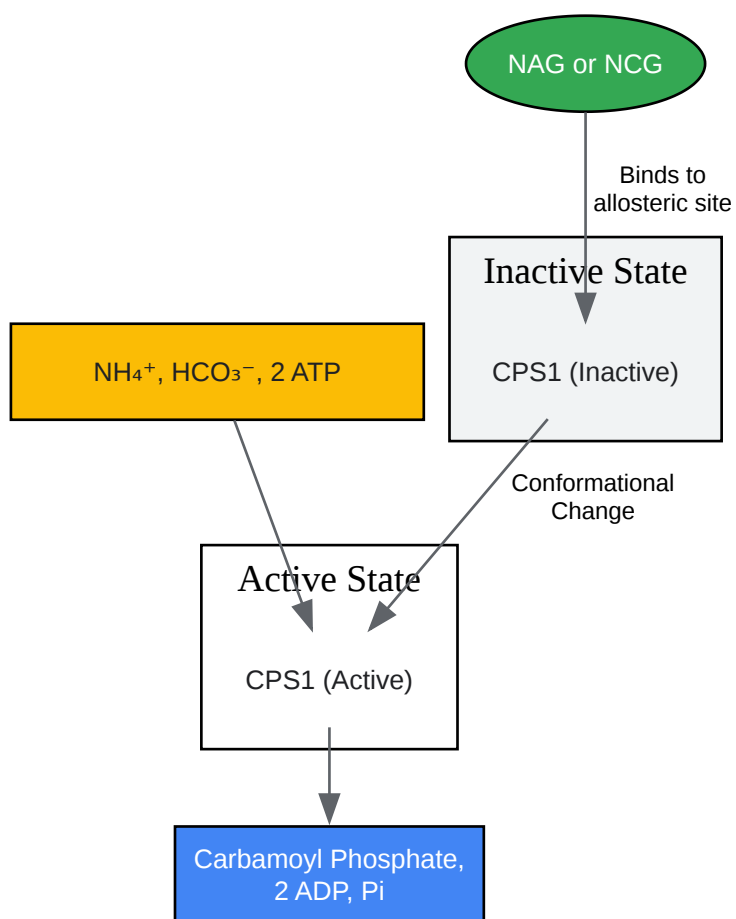 NAG or NCG
Binds to
allosteric site
Inactive State
NH₄⁺, HCO₃⁻, 2 ATP
CPS1 (Inactive)
Conformational
Change
Active State
CPS1 (Active)
Carbamoyl Phosphate,
2 ADP, Pi